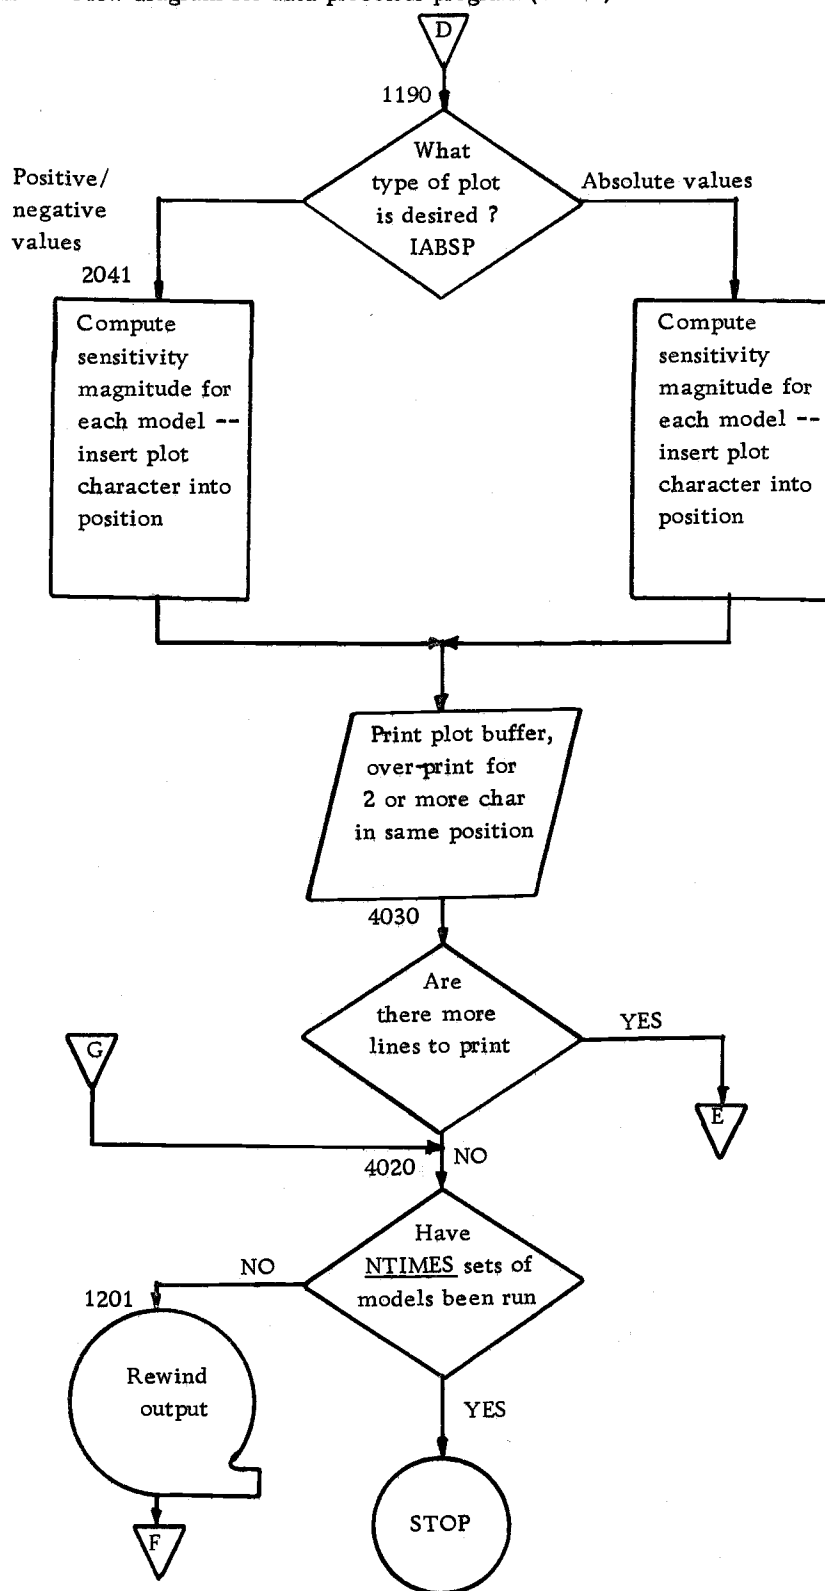 D
1190
What
type of plot
is desired ?
IABSP
Positive/
negative
values
Absolute values
2041
Compute
sensitivity
magnitude for
each model --
insert plot
character into
position
Compute
sensitivity
magnitude for
each model --
insert plot
character into
position
Print plot buffer,
over-print for
2 or more char
in same position
4030
Are
there more
lines to print
YES
E
G
4020
NO
Have
NTIMES sets of
models been run
NO
1201
Rewind
output
YES
F
STOP